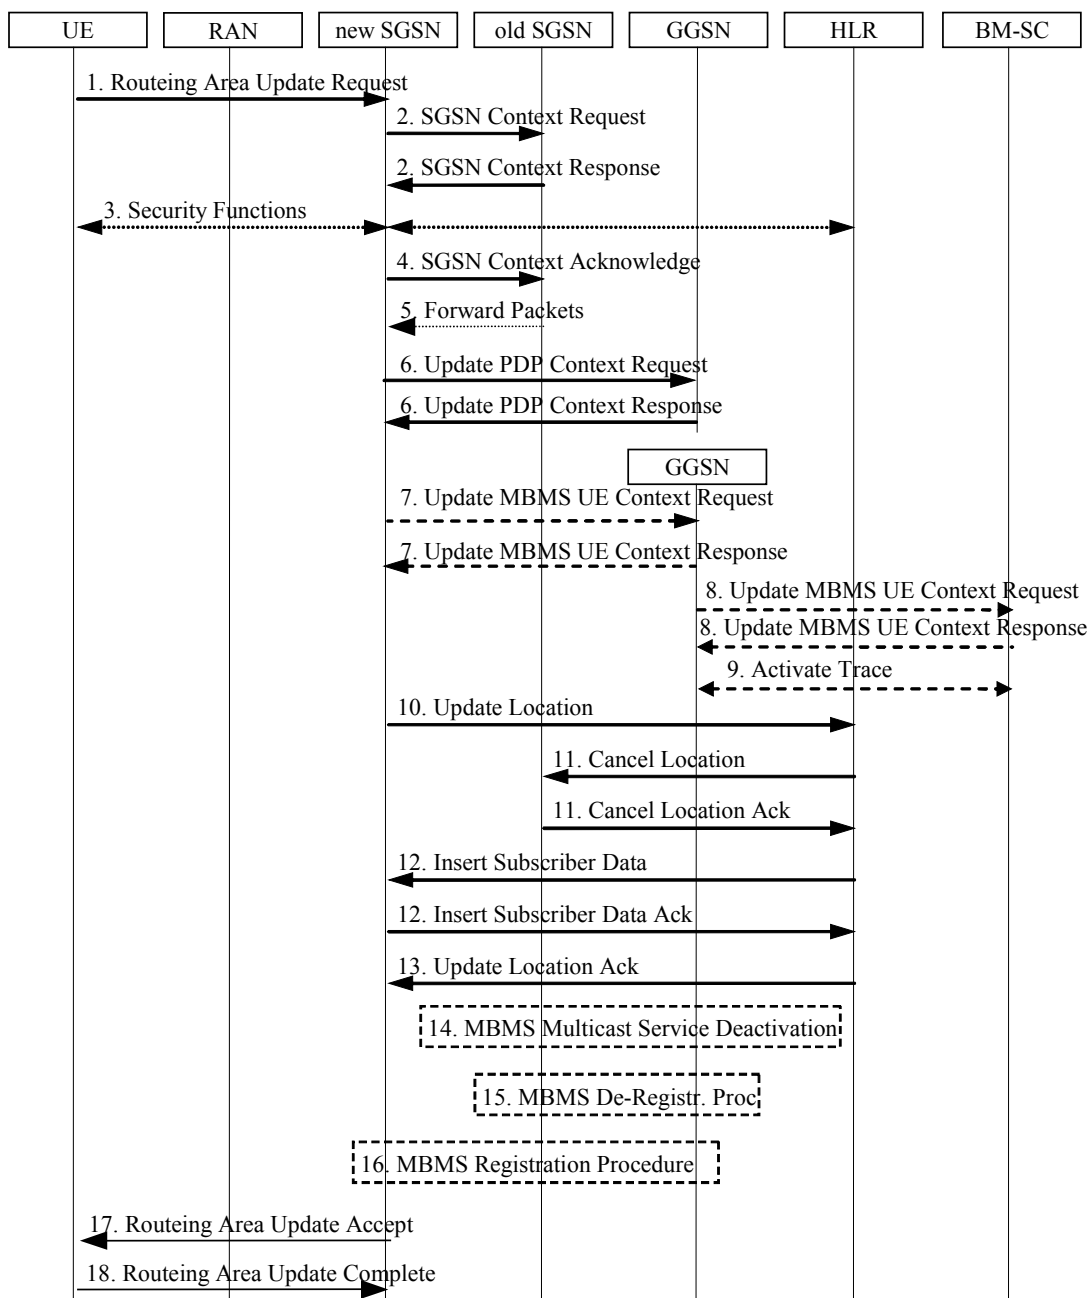 UE
RAN
new SGSN
old SGSN
GGSN
HLR
BM-SC
1. Routeing Area Update Request
2. SGSN Context Request
2. SGSN Context Response
3. Security Functions
4. SGSN Context Acknowledge
5. Forward Packets
6. Update PDP Context Request
6. Update PDP Context Response
GGSN
7. Update MBMS UE Context Request
7. Update MBMS UE Context Response
8. Update MBMS UE Context Request
8. Update MBMS UE Context Response
9. Activate Trace
10. Update Location
11. Cancel Location
11. Cancel Location Ack
12. Insert Subscriber Data
12. Insert Subscriber Data Ack
13. Update Location Ack
14. MBMS Multicast Service Deactivation
15. MBMS De-Registr. Proc
16. MBMS Registration Procedure
17. Routeing Area Update Accept
18. Routeing Area Update Complete